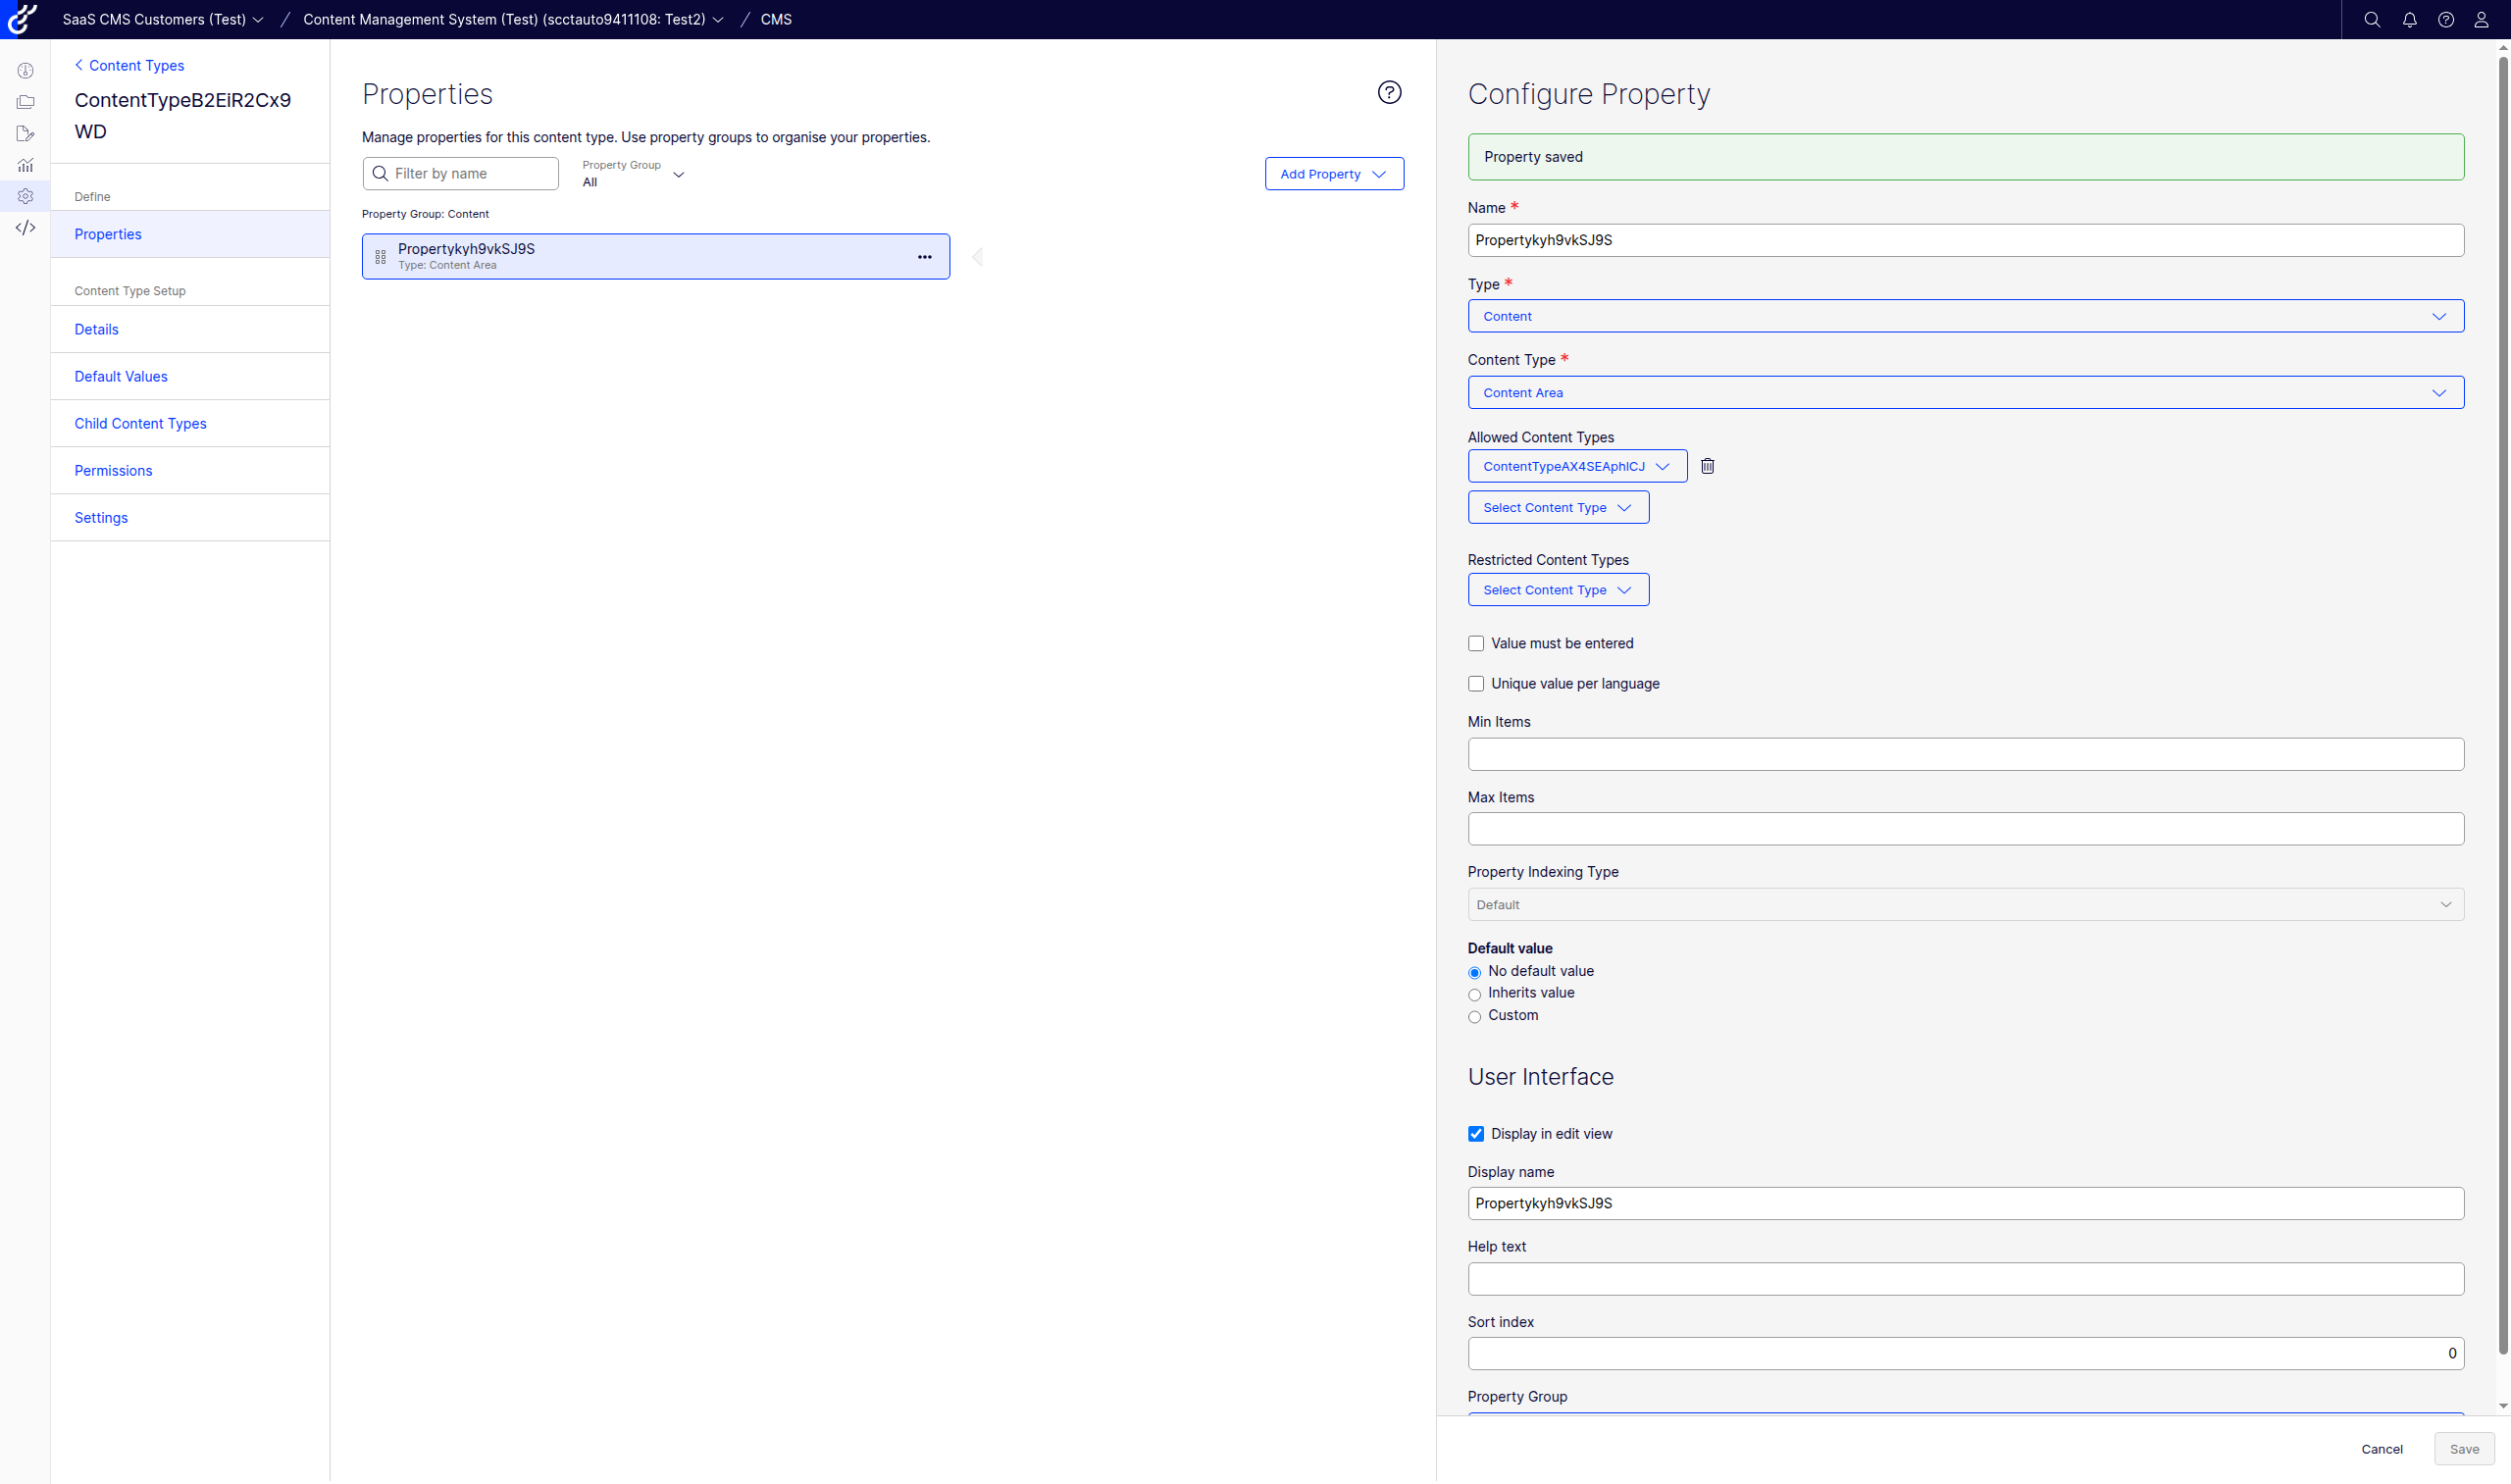 SaaS CMS Customers (Test) / Content Management System (Test) (scctauto9411108: Test2) / CMS
Content Types
ContentTypeB2EiR2Cx9
WD
Define
Properties
Content Type Setup
Details
Default Values
Child Content Types
Permissions
Settings
Properties
Manage properties for this content type. Use property groups to organise your properties.
Filter by name
Property Group
All
Add Property
Property Group: Content
Propertykyh9vkSJ9S
Type: Content Area
Configure Property
Property saved
Name *
Propertykyh9vkSJ9S
Type *
Content
Content Type *
Content Area
Allowed Content Types
ContentTypeAX4SEAphlCJ
Select Content Type
Restricted Content Types
Select Content Type
Value must be entered
Unique value per language
Min Items
Max Items
Property Indexing Type
Default
Default value
No default value
Inherits value
Custom
User Interface
Display in edit view
Display name
Propertykyh9vkSJ9S
Help text
Sort index
0
Property Group
Cancel
Save